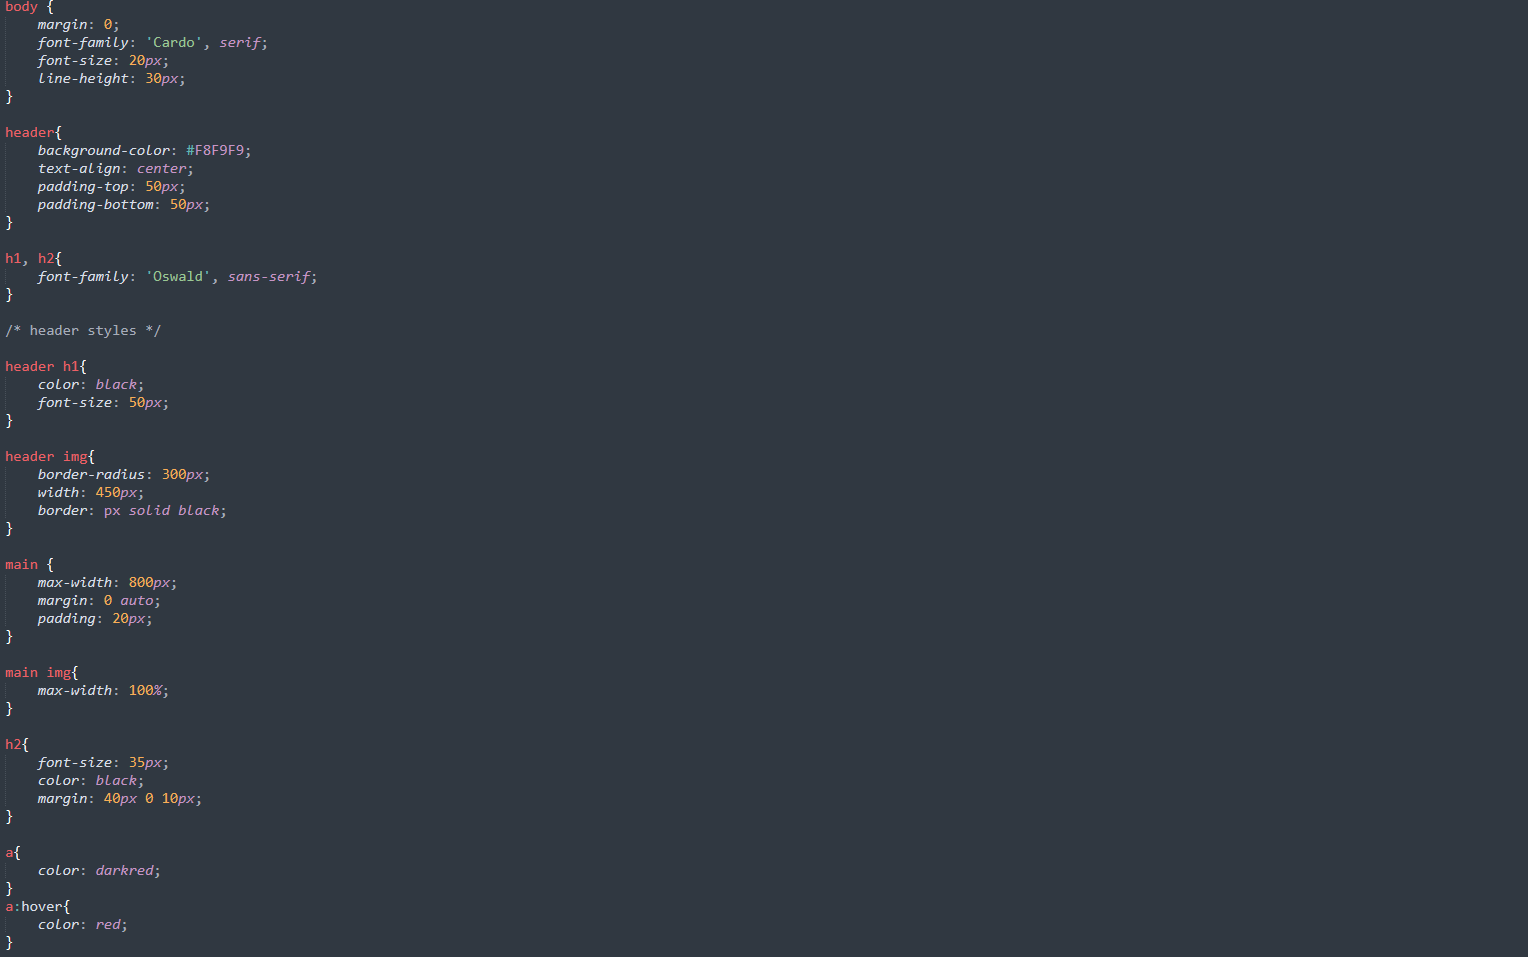 body {
    margin: 0;
    font-family: 'Cardo', serif;
    font-size: 20px;
    line-height: 30px;
}

header{
    background-color: #F8F9F9;
    text-align: center;
    padding-top: 50px;
    padding-bottom: 50px;
}

h1, h2{
    font-family: 'Oswald', sans-serif;
}

/* header styles */

header h1{
    color: black;
    font-size: 50px;
}

header img{
    border-radius: 300px;
    width: 450px;
    border: px solid black;
}

main {
    max-width: 800px;
    margin: 0 auto;
    padding: 20px;
}

main img{
    max-width: 100%;
}

h2{
    font-size: 35px;
    color: black;
    margin: 40px 0 10px;
}

a{
    color: darkred;
}
a:hover{
    color: red;
}